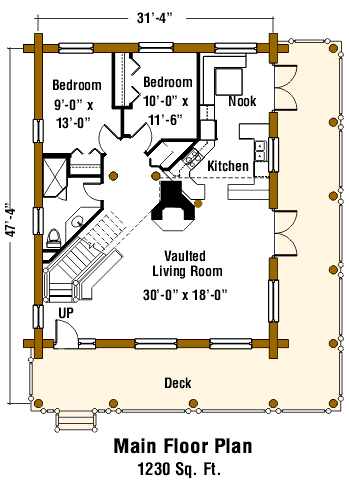 31'-4"
Bedroom
9'-0" x
13'-0"
Bedroom
10'-0" x
11'-6"
Nook
Kitchen
47'-4"
Vaulted
Living Room
30'-0" x 18'-0"
UP
Deck
Main Floor Plan
1230 Sq. Ft.